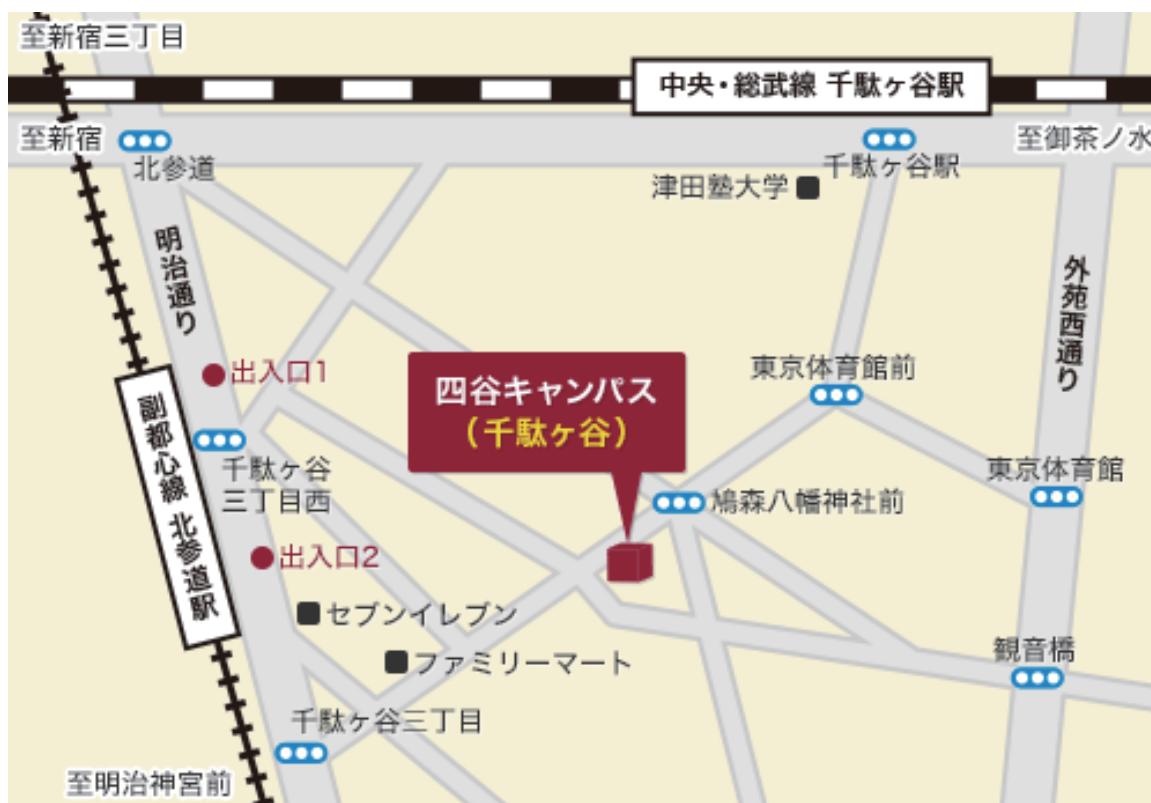 至新宿三丁目
中央・総武線 千駄ヶ谷駅
至新宿
至御茶ノ水
北参道
千駄ヶ谷駅
津田塾大学
明治通り
外苑西通り
出入口1
東京体育館前
四谷キャンパス
（千駄ヶ谷）
副都心線 北参道駅
千駄ヶ谷
三丁目西
東京体育館
鳩森八幡神社前
出入口2
セブンイレブン
ファミリーマート
観音橋
千駄ヶ谷三丁目
至明治神宮前